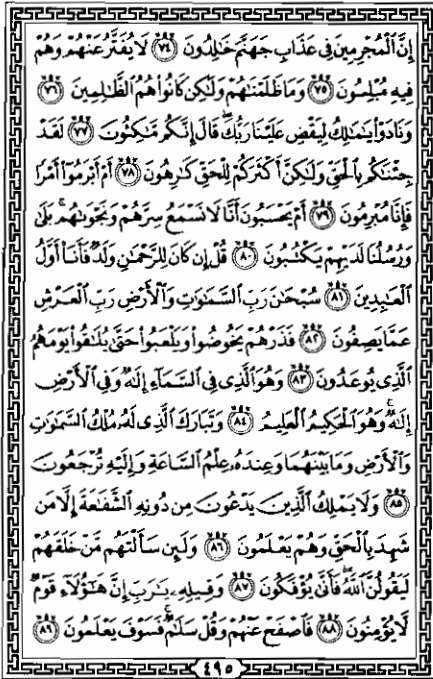 إِنَّ ٱلْمُجْرِمِينَ فِى عَذَابِ جَهَنَّمَ خَٰلِدُونَ ٧٤ لَا يُفَتَّرُ عَنْهُمْ وَهُمْ
فِيهِ مُبْلِسُونَ ٧٥ وَمَا ظَلَمْنَٰهُمْ وَلَٰكِن كَانُوا۟ هُمُ ٱلظَّٰلِمِينَ ٧٦
وَنَادَوْا۟ يَٰمَٰلِكُ لِيَقْضِ عَلَيْنَا رَبُّكَ ۖ قَالَ إِنَّكُم مَّٰكِثُونَ ٧٧ لَقَدْ
جِئْنَٰكُم بِٱلْحَقِّ وَلَٰكِنَّ أَكْثَرَكُمْ لِلْحَقِّ كَٰرِهُونَ ٧٨ أَمْ أَبْرَمُوٓا۟ أَمْرًا
فَإِنَّا مُبْرِمُونَ ٧٩ أَمْ يَحْسَبُونَ أَنَّا لَا نَسْمَعُ سِرَّهُمْ وَنَجْوَىٰهُم ۚ بَلَىٰ
وَرُسُلُنَا لَدَيْهِمْ يَكْتُبُونَ ٨٠ قُلْ إِن كَانَ لِلرَّحْمَٰنِ وَلَدٌ فَأَنَا۠ أَوَّلُ
ٱلْعَٰبِدِينَ ٨١ سُبْحَٰنَ رَبِّ ٱلسَّمَٰوَٰتِ وَٱلْأَرْضِ رَبِّ ٱلْعَرْشِ
عَمَّا يَصِفُونَ ٨٢ فَذَرْهُمْ يَخُوضُوا۟ وَيَلْعَبُوا۟ حَتَّىٰ يُلَٰقُوا۟ يَوْمَهُمُ
ٱلَّذِى يُوعَدُونَ ٨٣ وَهُوَ ٱلَّذِى فِى ٱلسَّمَآءِ إِلَٰهٌ وَفِى ٱلْأَرْضِ
إِلَٰهٌ ۚ وَهُوَ ٱلْحَكِيمُ ٱلْعَلِيمُ ٨٤ وَتَبَارَكَ ٱلَّذِى لَهُۥ مُلْكُ ٱلسَّمَٰوَٰتِ
وَٱلْأَرْضِ وَمَا بَيْنَهُمَا وَعِندَهُۥ عِلْمُ ٱلسَّاعَةِ وَإِلَيْهِ تُرْجَعُونَ
٨٥ وَلَا يَمْلِكُ ٱلَّذِينَ يَدْعُونَ مِن دُونِهِ ٱلشَّفَٰعَةَ إِلَّا مَن
شَهِدَ بِٱلْحَقِّ وَهُمْ يَعْلَمُونَ ٨٦ وَلَئِن سَأَلْتَهُم مَّنْ خَلَقَهُمْ
لَيَقُولُنَّ ٱللَّهُ ۖ فَأَنَّىٰ يُؤْفَكُونَ ٨٧ وَقِيلِهِۦ يَٰرَبِّ إِنَّ هَٰٓؤُلَآءِ قَوْمٌ
لَّا يُؤْمِنُونَ ٨٨ فَٱصْفَحْ عَنْهُمْ وَقُلْ سَلَٰمٌ ۚ فَسَوْفَ يَعْلَمُونَ ٨٩
٤٩٥